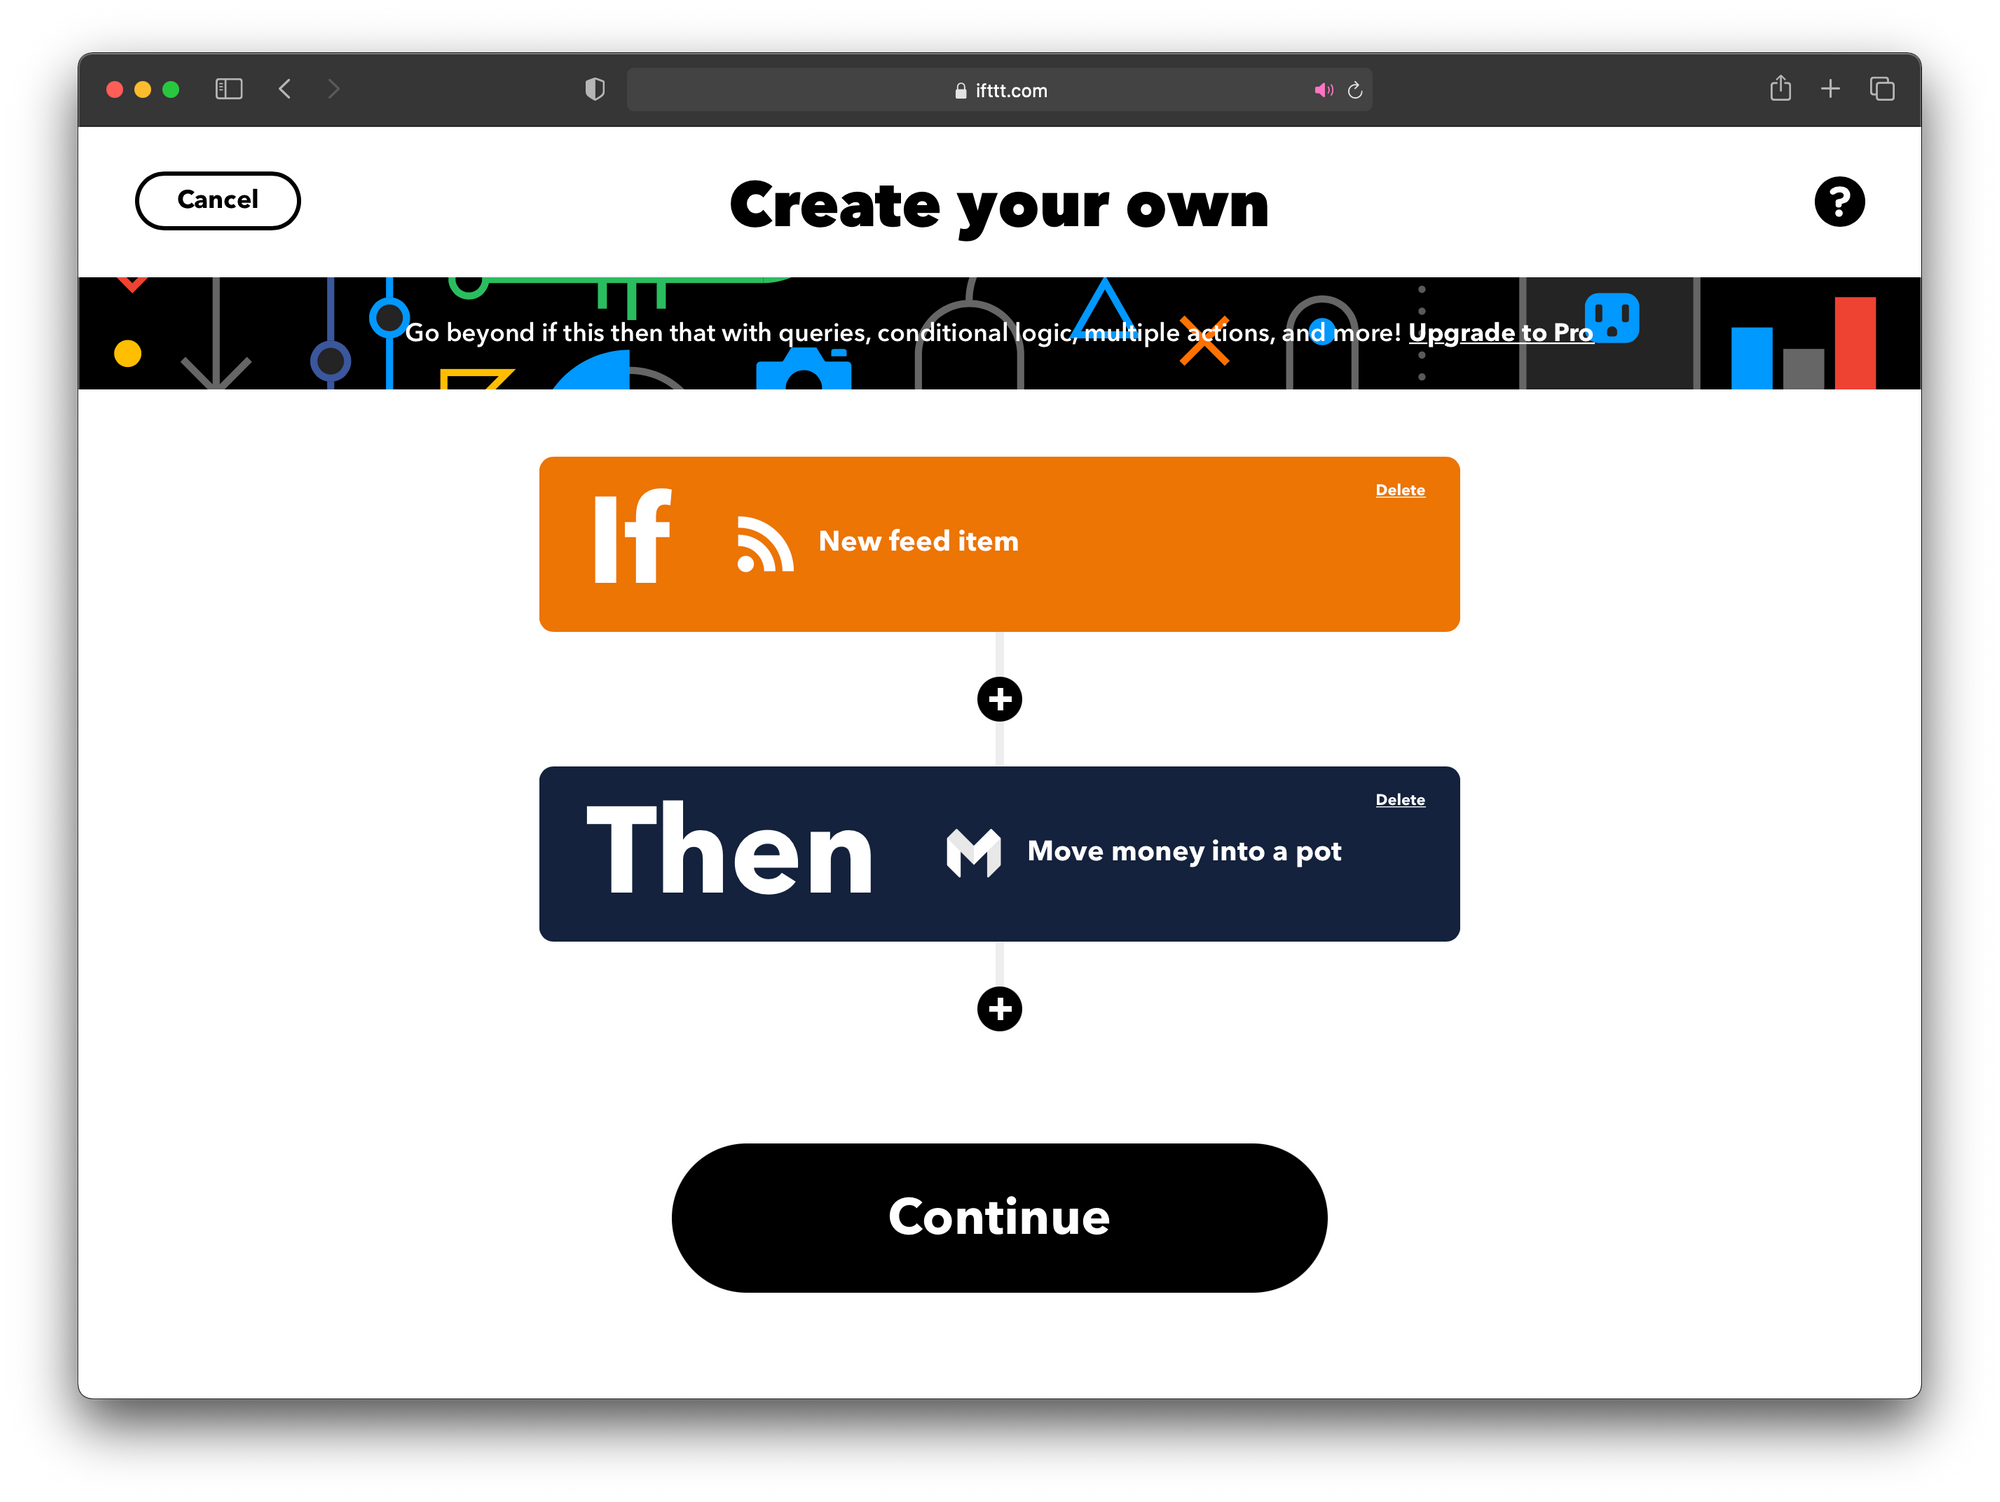 ifttt.com
Cancel
Create your own
?
Go beyond if this then that with queries, conditional logic, multiple actions, and more! Upgrade to Pro
Delete
If
New feed item
Delete
Then
Move money into a pot
Continue